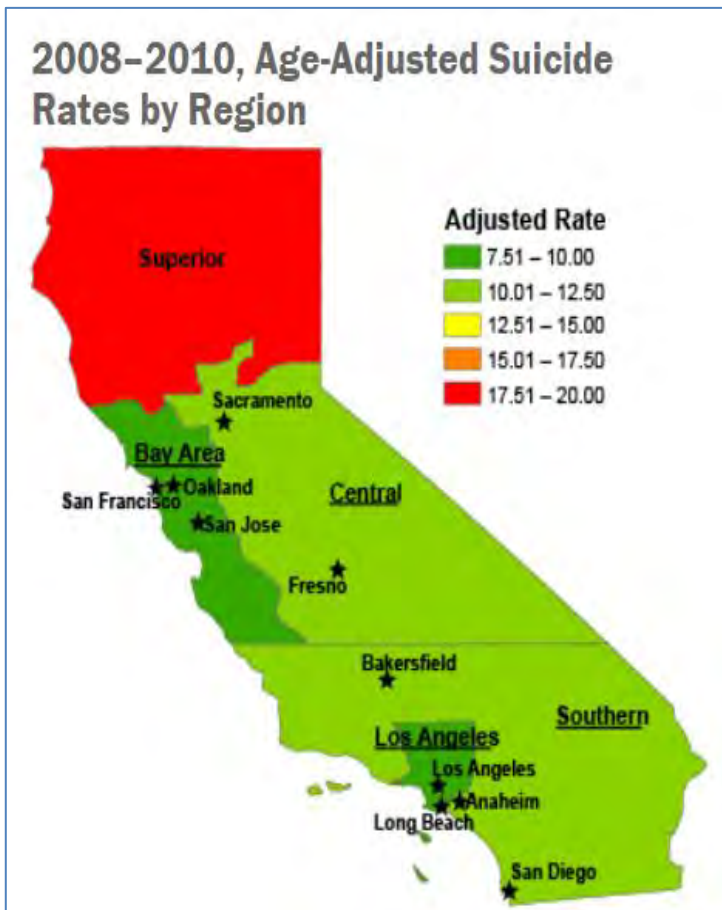 2008–2010, Age-Adjusted Suicide
Rates by Region
Adjusted Rate
7.51 – 10.00
10.01 – 12.50
12.51 – 15.00
15.01 – 17.50
17.51 – 20.00
Superior
Sacramento
Bay Area
San Francisco
Oakland
Central
San Jose
Fresno
Bakersfield
Southern
Los Angeles
Los Angeles
Anaheim
Long Beach
San Diego